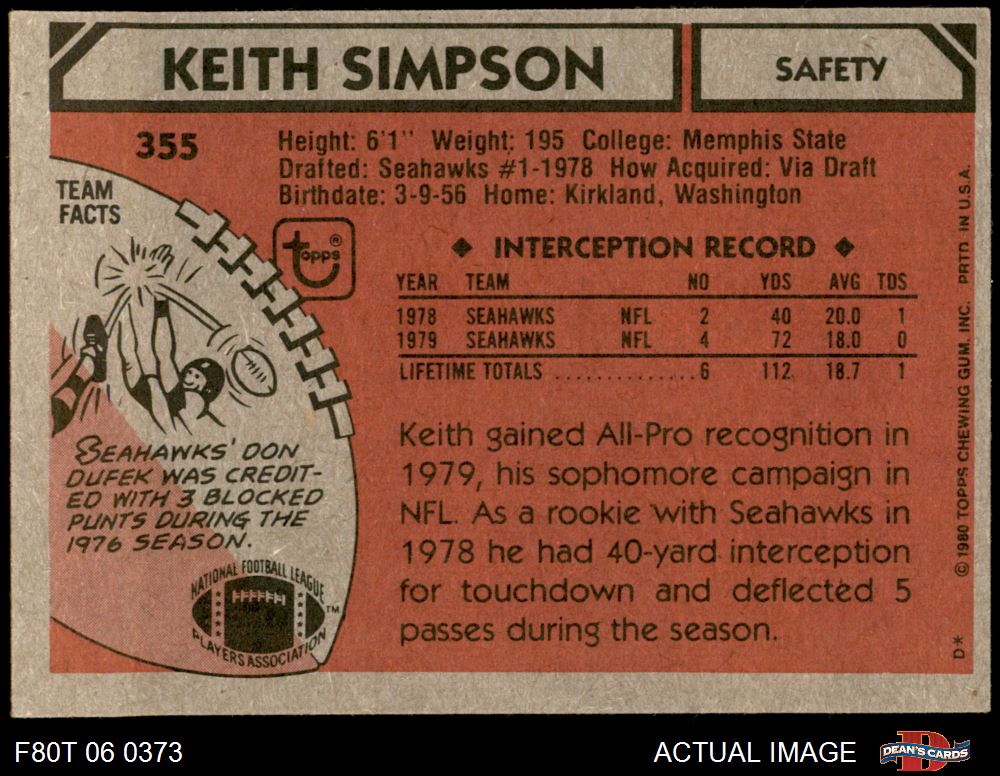 KEITH SIMPSON
SAFETY
355
Height: 6'1" Weight: 195 College: Memphis State
Drafted: Seahawks #1-1978 How Acquired: Via Draft
Birthdate: 3-9-56 Home: Kirkland, Washington
TEAM
FACTS
topps®
◆ INTERCEPTION RECORD ◆
YEAR TEAM NO YDS AVG TDS
1978 SEAHAWKS NFL 2 40 20.0 1
1979 SEAHAWKS NFL 4 72 18.0 0
LIFETIME TOTALS ..............6 112 18.7 1
SEAHAWKS' DON
DUFEK WAS CREDIT-
ED WITH 3 BLOCKED
PUNTS DURING THE
1976 SEASON.
Keith gained All-Pro recognition in
1979, his sophomore campaign in
NFL. As a rookie with Seahawks in
1978 he had 40-yard interception
for touchdown and deflected 5
passes during the season.
NATIONAL FOOTBALL LEAGUE
PLAYERS ASSOCIATION
TM
D* © 1980 TOPPS CHEWING GUM, INC. PRTD. IN U.S.A.
F80T 06 0373
ACTUAL IMAGE
D
DEAN'S CARDS